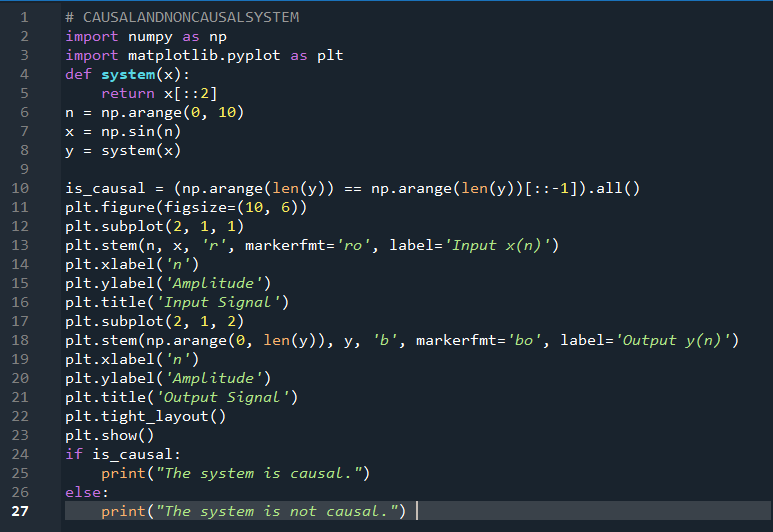 1 # CAUSALANDNONCAUSALSYSTEM
2 import numpy as np
3 import matplotlib.pyplot as plt
4 def system(x):
5     return x[::2]
6 n = np.arange(0, 10)
7 x = np.sin(n)
8 y = system(x)
9
10 is_causal = (np.arange(len(y)) == np.arange(len(y))[::-1]).all()
11 plt.figure(figsize=(10, 6))
12 plt.subplot(2, 1, 1)
13 plt.stem(n, x, 'r', markerfmt='ro', label='Input x(n)')
14 plt.xlabel('n')
15 plt.ylabel('Amplitude')
16 plt.title('Input Signal')
17 plt.subplot(2, 1, 2)
18 plt.stem(np.arange(0, len(y)), y, 'b', markerfmt='bo', label='Output y(n)')
19 plt.xlabel('n')
20 plt.ylabel('Amplitude')
21 plt.title('Output Signal')
22 plt.tight_layout()
23 plt.show()
24 if is_causal:
25     print("The system is causal.")
26 else:
27     print("The system is not causal.")